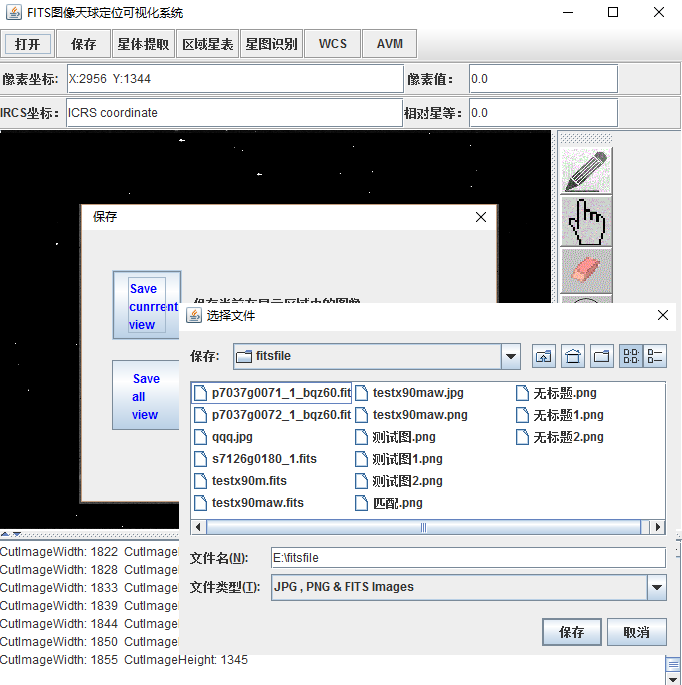 FITS图像天球定位可视化系统
打开 保存 星体提取 区域星表 星图识别 WCS AVM
像素坐标: X:2956 Y:1344 像素值: 0.0
IRCS坐标: ICRS coordinate 相对星等: 0.0
保存
Save
cunrrent
view
保存当前在显示区域中的图像
Save
all
view
选择文件
保存: fitsfile
p7037g0071_1_bqz60.fit testx90maw.jpg 无标题.png
p7037g0072_1_bqz60.fit testx90maw.png 无标题1.png
qqq.jpg 测试图.png 无标题2.png
s7126g0180_1.fits 测试图1.png
testx90m.fits 测试图2.png
testx90maw.fits 匹配.png
文件名(N): E:\fitsfile
文件类型(T): JPG , PNG & FITS Images
保存 取消
CutImageWidth: 1822 CutImage
CutImageWidth: 1828 CutImage
CutImageWidth: 1833 CutImage
CutImageWidth: 1839 CutImage
CutImageWidth: 1844 CutImage
CutImageWidth: 1850 CutImage
CutImageWidth: 1855 CutImageHeight: 1345